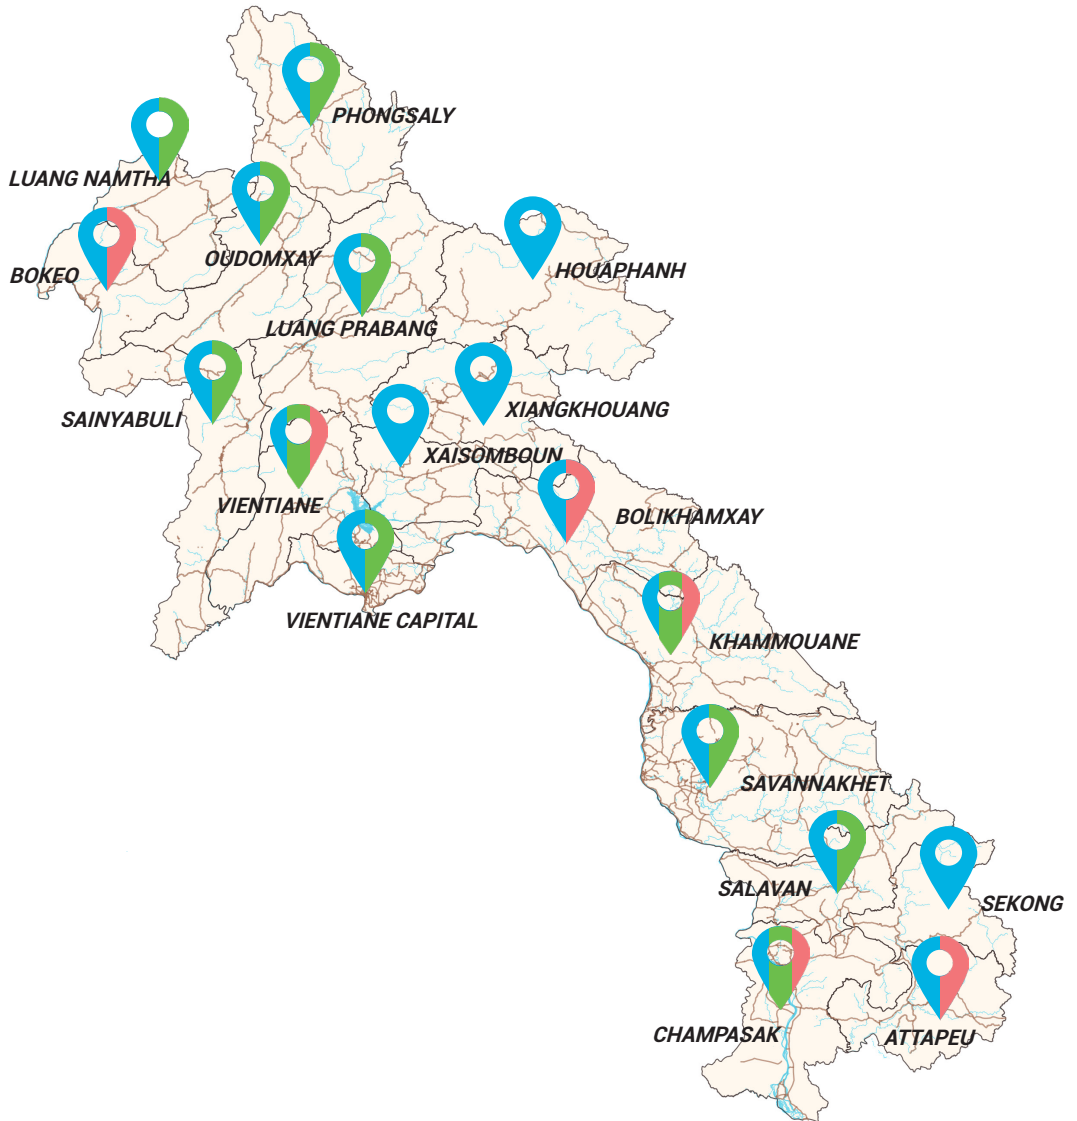 PHONGSALY
LUANG NAMTHA
OUDOMXAY
BOKEO
HOUAPHANH
LUANG PRABANG
SAINYABULI
XIANGKHOUANG
XAISOMBOUN
VIENTIANE
BOLIKHAMXAY
VIENTIANE CAPITAL
KHAMMOUANE
SAVANNAKHET
SALAVAN
SEKONG
CHAMPASAK
ATTAPEU